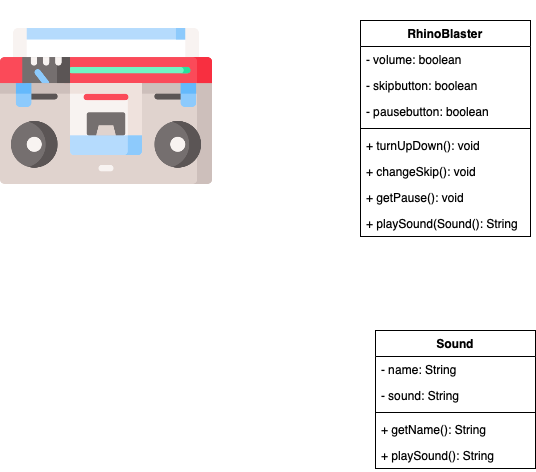 RhinoBlaster
- volume: boolean
- skipbutton: boolean
- pausebutton: boolean
+ turnUpDown(): void
+ changeSkip(): void
+ getPause(): void
+ playSound(Sound(): String
Sound
- name: String
- sound: String
+ getName(): String
+ playSound(): String